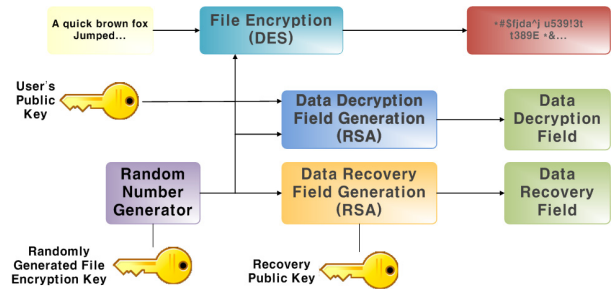 A quick brown fox
Jumped...
File Encryption
(DES)
•#$fjda^j u539!3t
t389E •&...
User's
Public
Key
Data Decryption
Field Generation
(RSA)
Data
Decryption
Field
Random
Number
Generator
Data Recovery
Field Generation
(RSA)
Data
Recovery
Field
Randomly
Generated File
Encryption Key
Recovery
Public Key